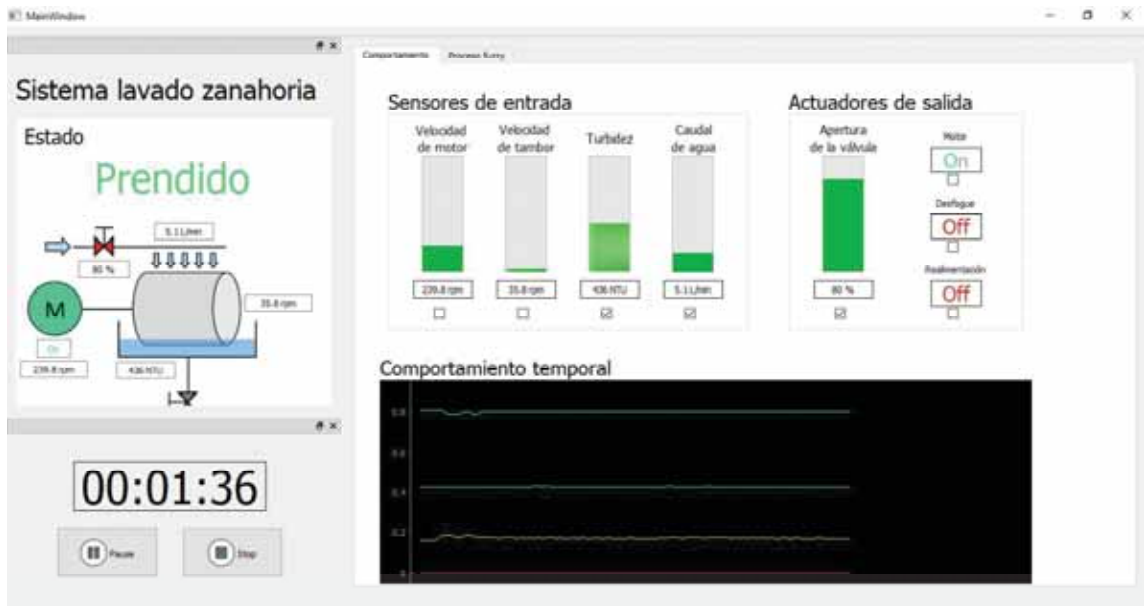 MainWindow
Sistema lavado zanahoria
Estado
Prendido
5.1 L/min
80 %
M
35.8 rpm
On
239.8 rpm
436 NTU
00:01:36
Pause
Stop
Comportamiento
Proceso fuzzy
Sensores de entrada
Velocidad
de motor
Velocidad
de tambor
Turbidez
Caudal
de agua
239.8 rpm
35.8 rpm
436 NTU
5.1 L/min
Actuadores de salida
Apertura
de la válvula
80 %
Motor
On
Desfogue
Off
Realimentación
Off
Comportamiento temporal
0.8
0.6
0.4
0.2
0